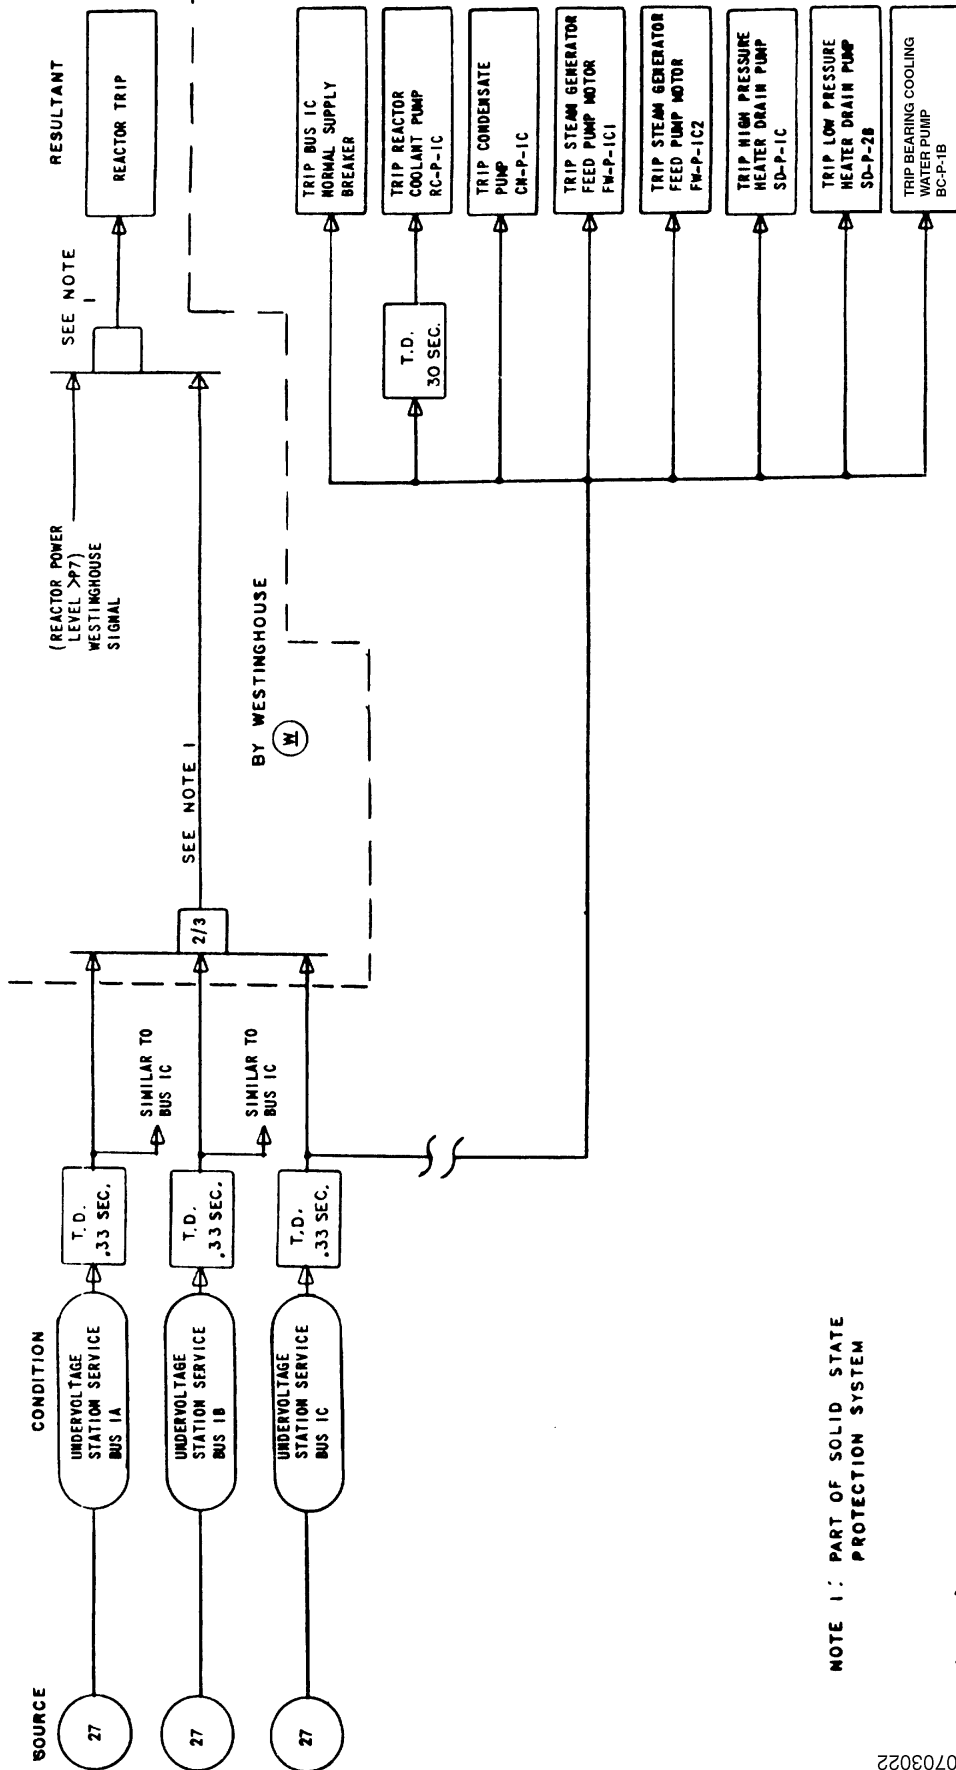 SOURCE
CONDITION
RESULTANT
27
UNDERVOLTAGE
STATION SERVICE
BUS 1A
T.D.
.33 SEC.
SIMILAR TO
BUS 1C
27
UNDERVOLTAGE
STATION SERVICE
BUS 1B
T.D.
.33 SEC.
SIMILAR TO
BUS 1C
27
UNDERVOLTAGE
STATION SERVICE
BUS 1C
T.D.
.33 SEC.
2/3
SEE NOTE 1
(REACTOR POWER
LEVEL >P7)
WESTINGHOUSE
SIGNAL
SEE NOTE
1
REACTOR TRIP
BY WESTINGHOUSE
W
TRIP BUS 1C
NORMAL SUPPLY
BREAKER
T.D.
30 SEC.
TRIP REACTOR
COOLANT PUMP
RC-P-1C
TRIP CONDENSATE
PUMP
CN-P-1C
TRIP STEAM GENERATOR
FEED PUMP MOTOR
FW-P-1C1
TRIP STEAM GENERATOR
FEED PUMP MOTOR
FW-P-1C2
TRIP HIGH PRESSURE
HEATER DRAIN PUMP
SD-P-1C
TRIP LOW PRESSURE
HEATER DRAIN PUMP
SD-P-2B
TRIP BEARING COOLING
WATER PUMP
BC-P-1B
NOTE 1: PART OF SOLID STATE
PROTECTION SYSTEM
0703022